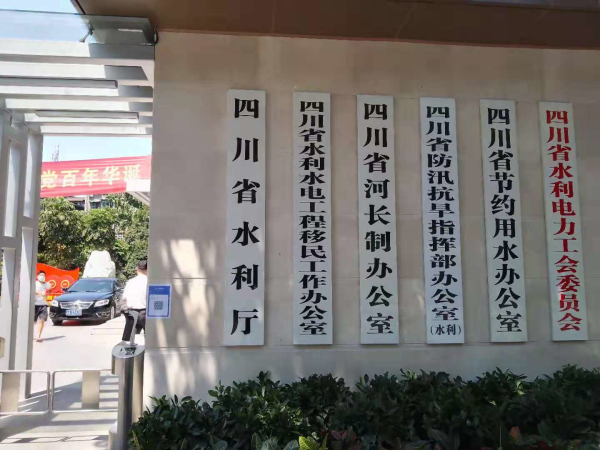 四川省水利厅
四川省水利水电工程移民工作办公室
四川省河长制办公室
四川省防汛抗旱指挥部办公室(水利)
四川省节约用水办公室
四川省水利电力工会委员会
党百年华诞